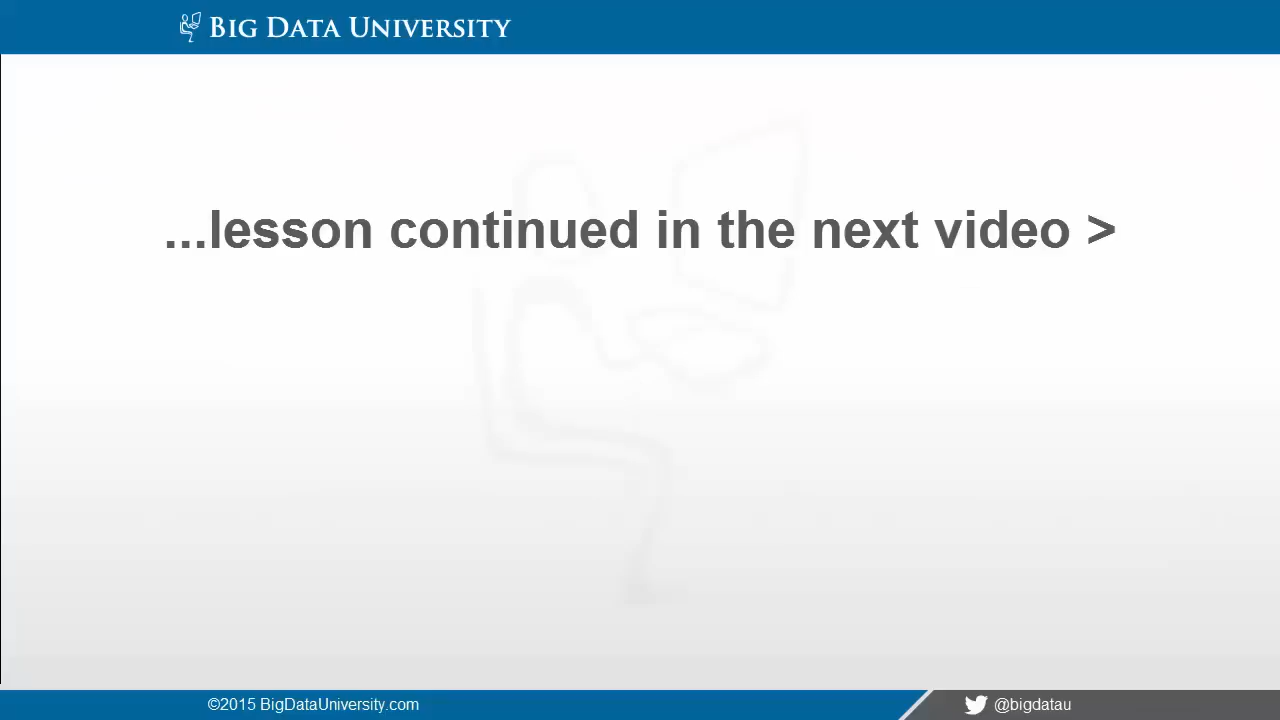 BIG DATA UNIVERSITY
...lesson continued in the next video >
©2015 BigDataUniversity.com
@bigdatau